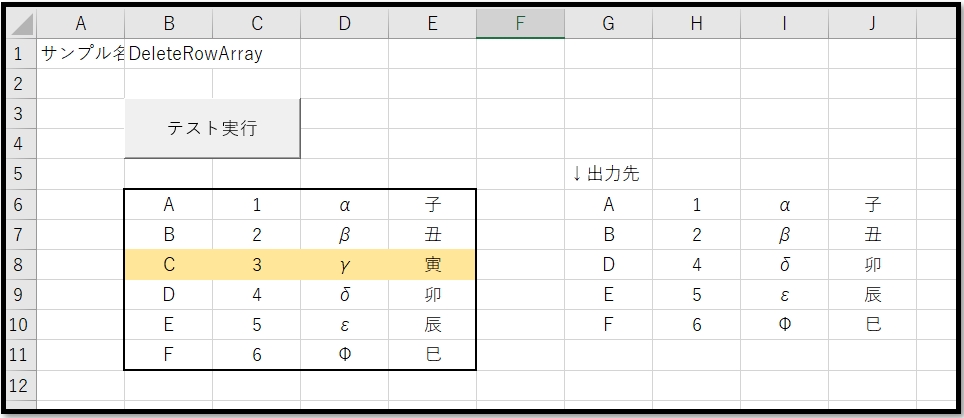 A B C D E F G H I J
1 サンプル名 DeleteRowArray
2
3
テスト実行
4
5 ↓出力先
6 A 1 α 子 A 1 α 子
7 B 2 β 丑 B 2 β 丑
8 C 3 γ 寅 D 4 δ 卯
9 D 4 δ 卯 E 5 ε 辰
10 E 5 ε 辰 F 6 Φ 巳
11 F 6 Φ 巳
12